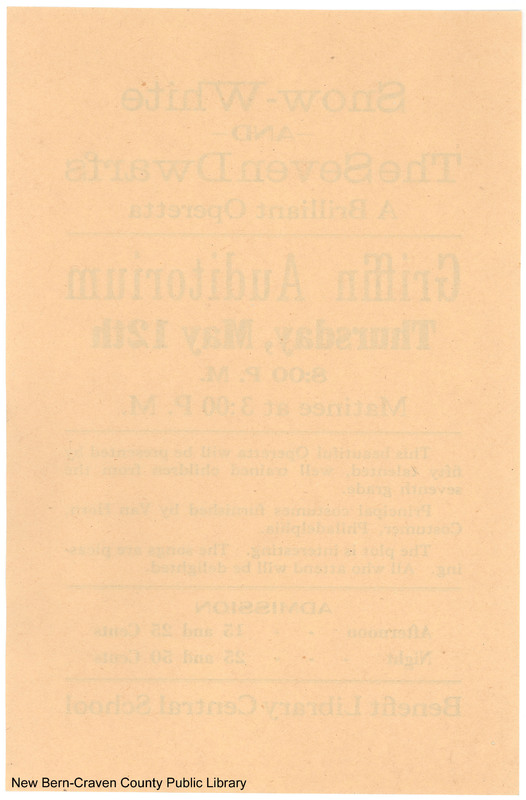 Snow-White
AND
The Seven Dwarfs
A Brilliant Operetta
Griffin Auditorium
Thursday, May 12th
8:00 P. M.
Matinee at 3:00 P. M.
This beautiful Operetta will be presented by
fifty talented, well trained children from the
seventh grade.
Principal costumes furnished by Van Horn,
Costumer, Philadelphia.
The plot is interesting. The songs are pleas-
ing. All who attend will be delighted.
ADMISSION
Afternoon - - 15 and 25 Cents
Night - - - 25 and 50 Cents
Benefit Library Central School
New Bern-Craven County Public Library